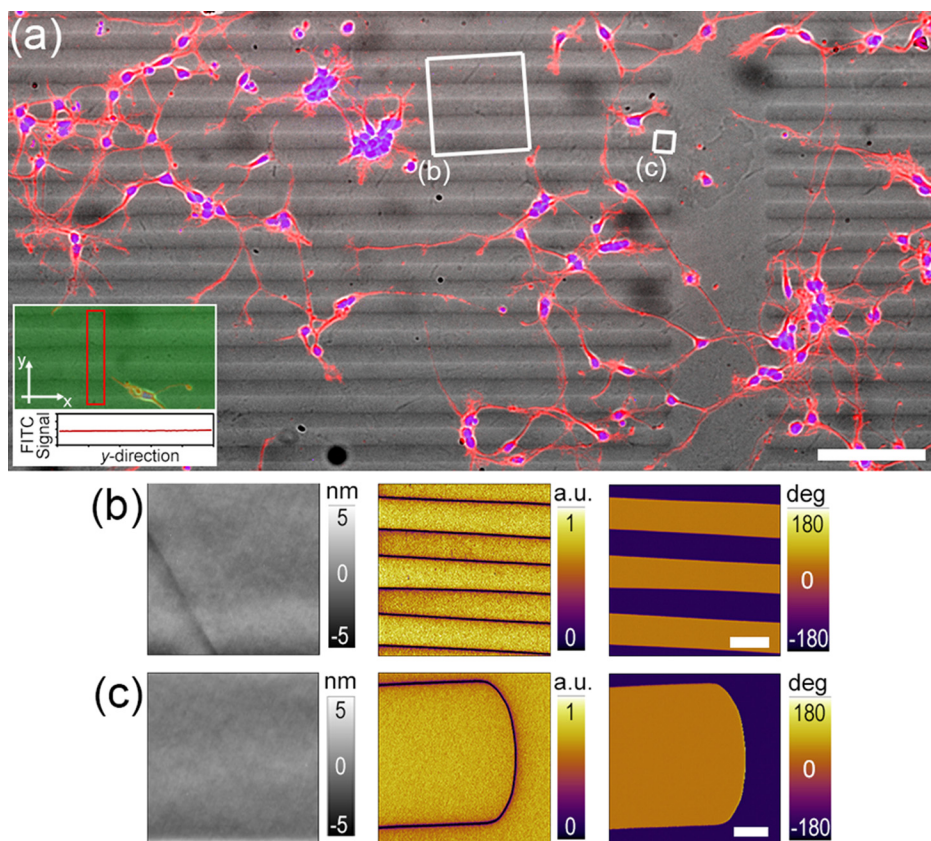 (a)
(b)
(c)
y
x
FITC
Signal
y-direction
(b)
nm
5
0
-5
a.u.
1
0
deg
180
0
-180
(c)
nm
5
0
-5
a.u.
1
0
deg
180
0
-180